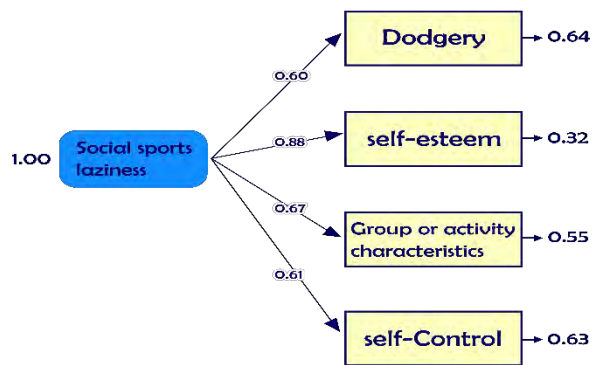 Dodgery
0.64
0.60
self-esteem
0.32
0.88
1.00
Social sports
laziness
0.67
Group or activity
characteristics
0.55
0.61
self-Control
0.63